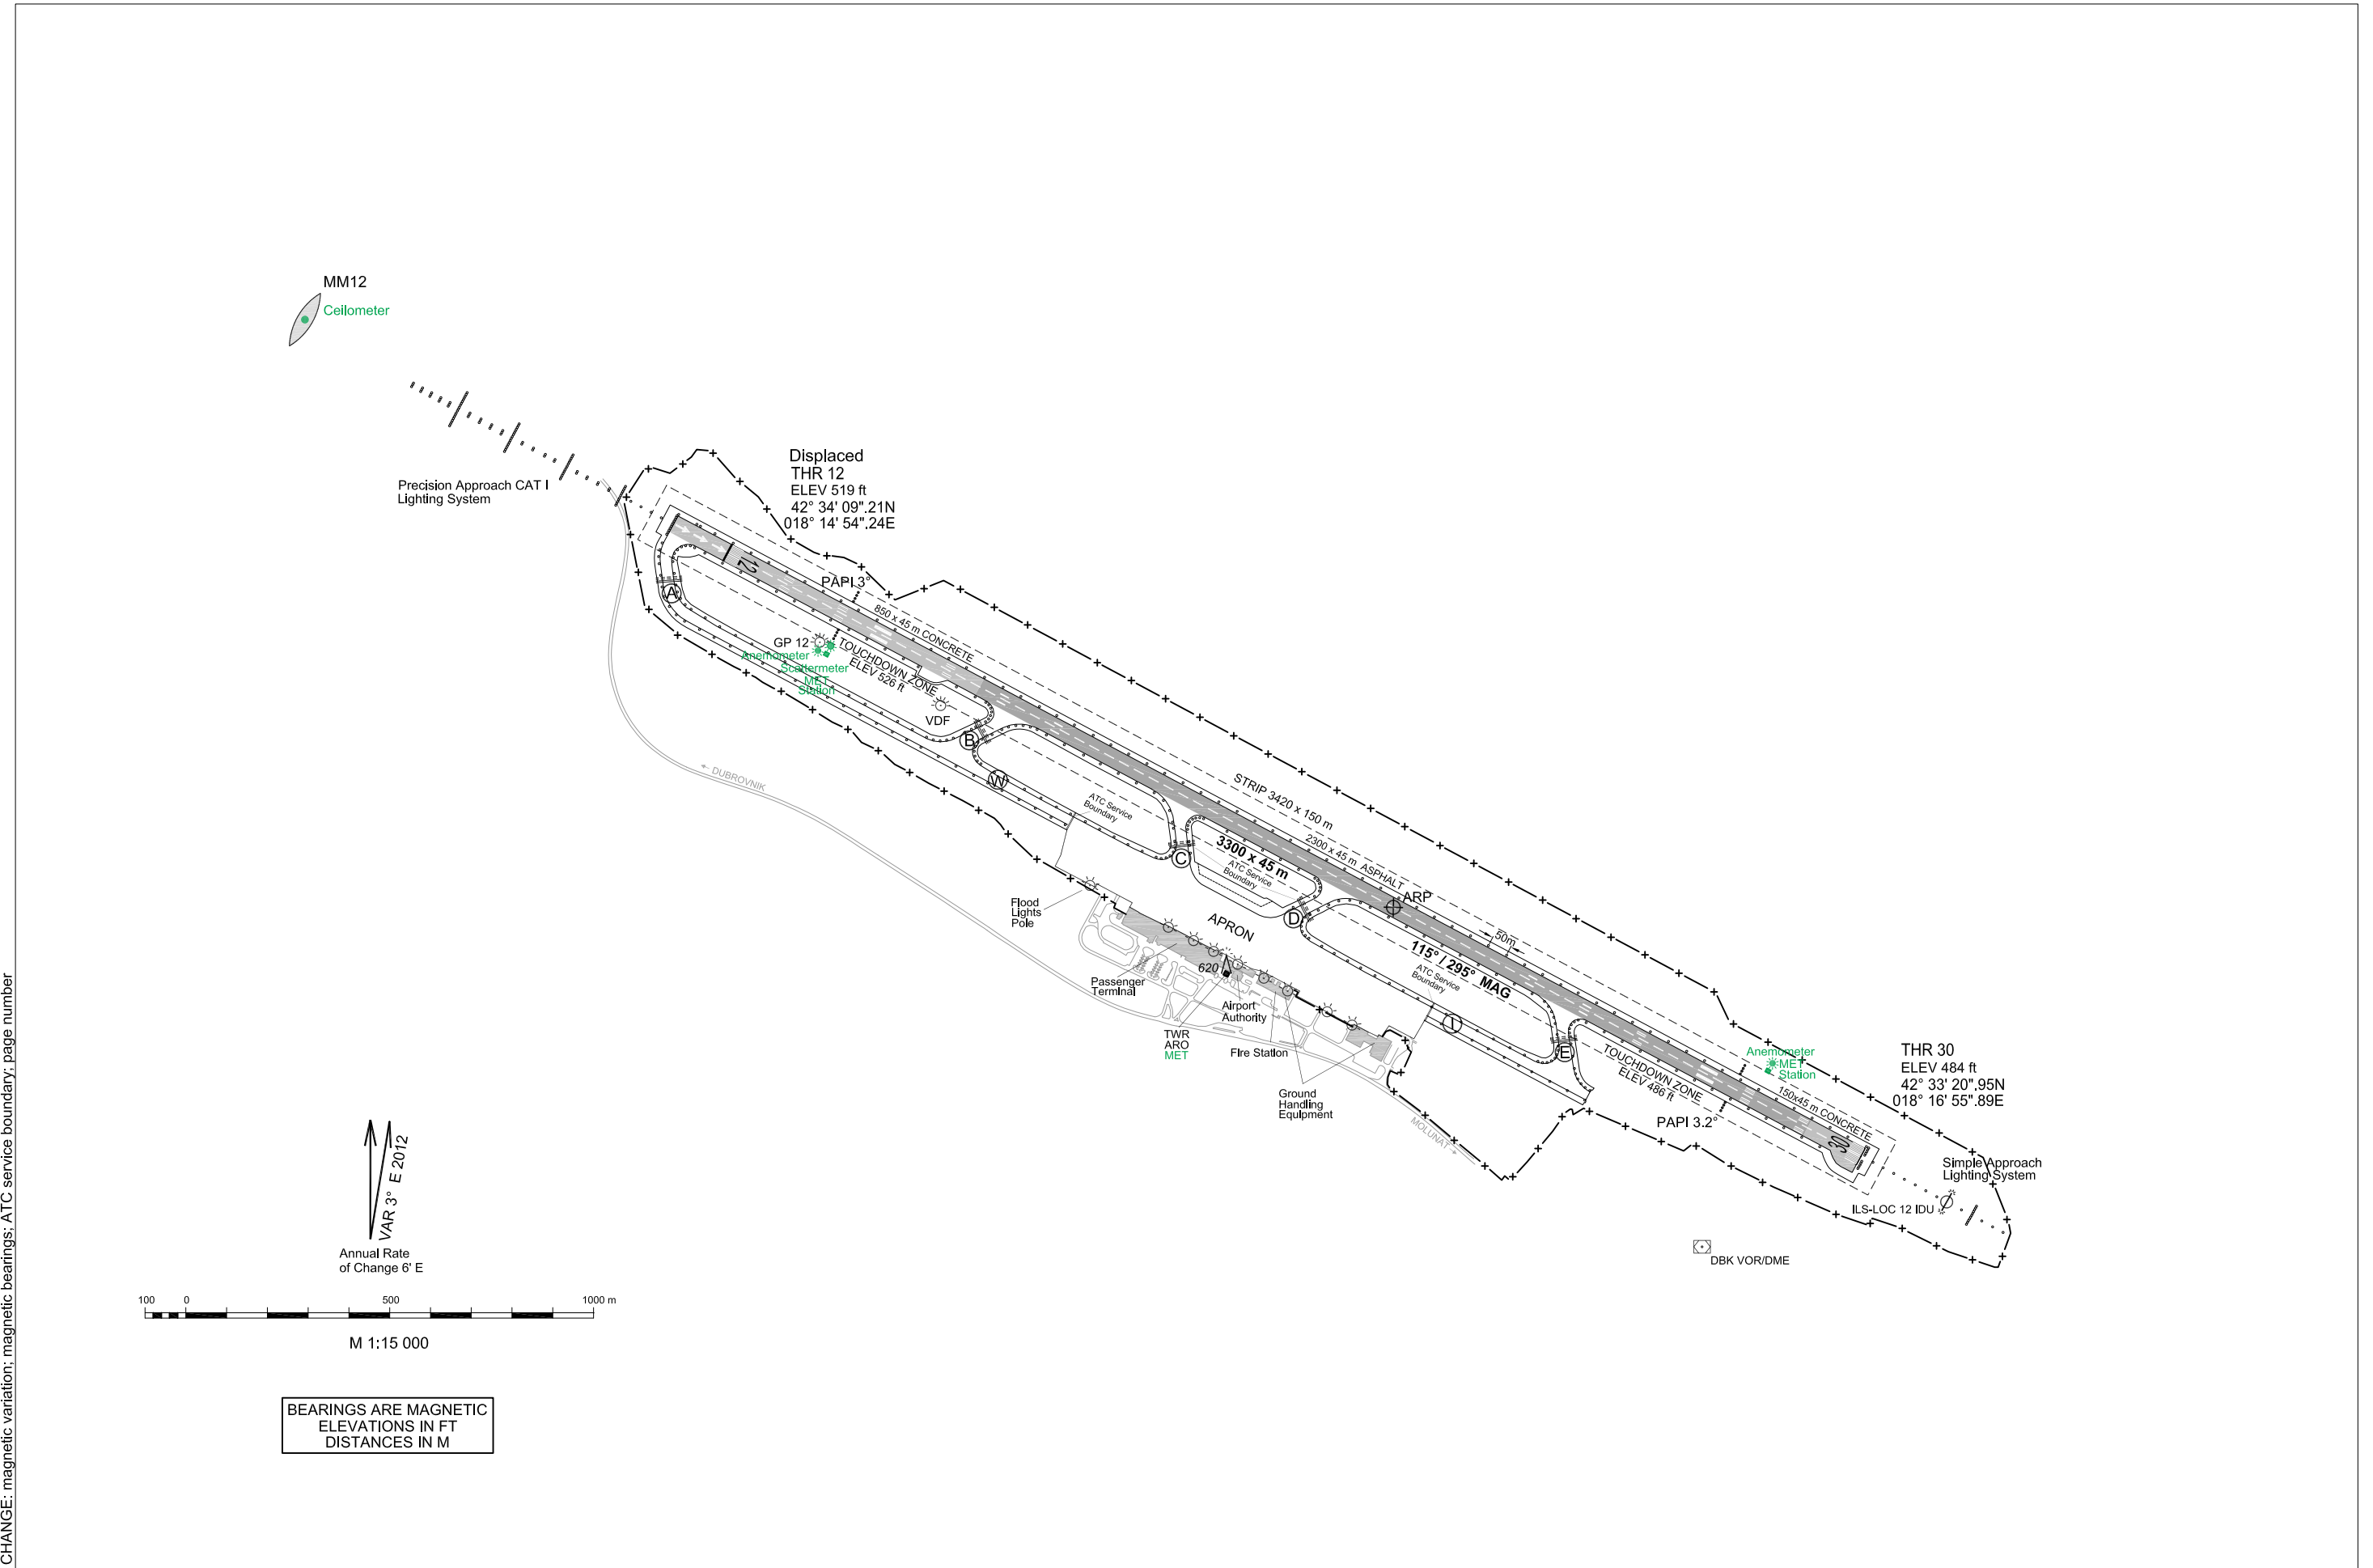 MM12
Ceilometer
Precision Approach CAT I
Lighting System
Displaced
THR 12
ELEV 519 ft
42° 34' 09".21N
018° 14' 54".24E
12
A
PAPI 3°
850 x 45 m CONCRETE
GP 12
Anemometer
Scattermeter
MET
Station
TOUCHDOWN ZONE
ELEV 526 ft
VDF
B
W
← DUBROVNIK
ATC Service
Boundary
STRIP 3420 x 150 m
2300 x 45 m ASPHALT
C
3300 x 45 m
ATC Service
Boundary
ARP
D
APRON
Flood
Lights
Pole
50m
115° / 295° MAG
ATC Service
Boundary
620
Passenger
Terminal
Airport
Authority
TWR
ARO
MET
Fire Station
I
E
Ground
Handling
Equipment
MOLUNAT →
TOUCHDOWN ZONE
ELEV 486 ft
PAPI 3.2°
Anemometer
MET
Station
150x45 m CONCRETE
THR 30
ELEV 484 ft
42° 33' 20",95N
018° 16' 55".89E
30
Simple Approach
Lighting System
ILS-LOC 12 IDU
DBK VOR/DME
VAR 3° E 2012
Annual Rate
of Change 6' E
100 0 500 1000 m
M 1:15 000
BEARINGS ARE MAGNETIC
ELEVATIONS IN FT
DISTANCES IN M
CHANGE: magnetic variation; magnetic bearings; ATC service boundary; page number